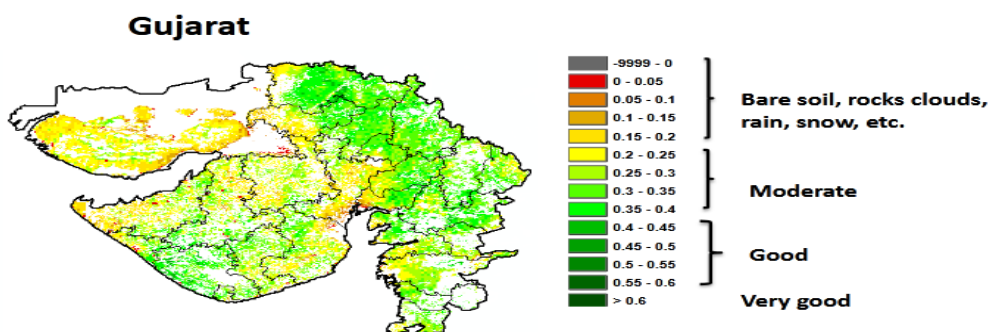 Gujarat
-9999 - 0
0 - 0.05
0.05 - 0.1
0.1 - 0.15
0.15 - 0.2
0.2 - 0.25
0.25 - 0.3
0.3 - 0.35
0.35 - 0.4
0.4 - 0.45
0.45 - 0.5
0.5 - 0.55
0.55 - 0.6
> 0.6
Bare soil, rocks clouds,
rain, snow, etc.
Moderate
Good
Very good